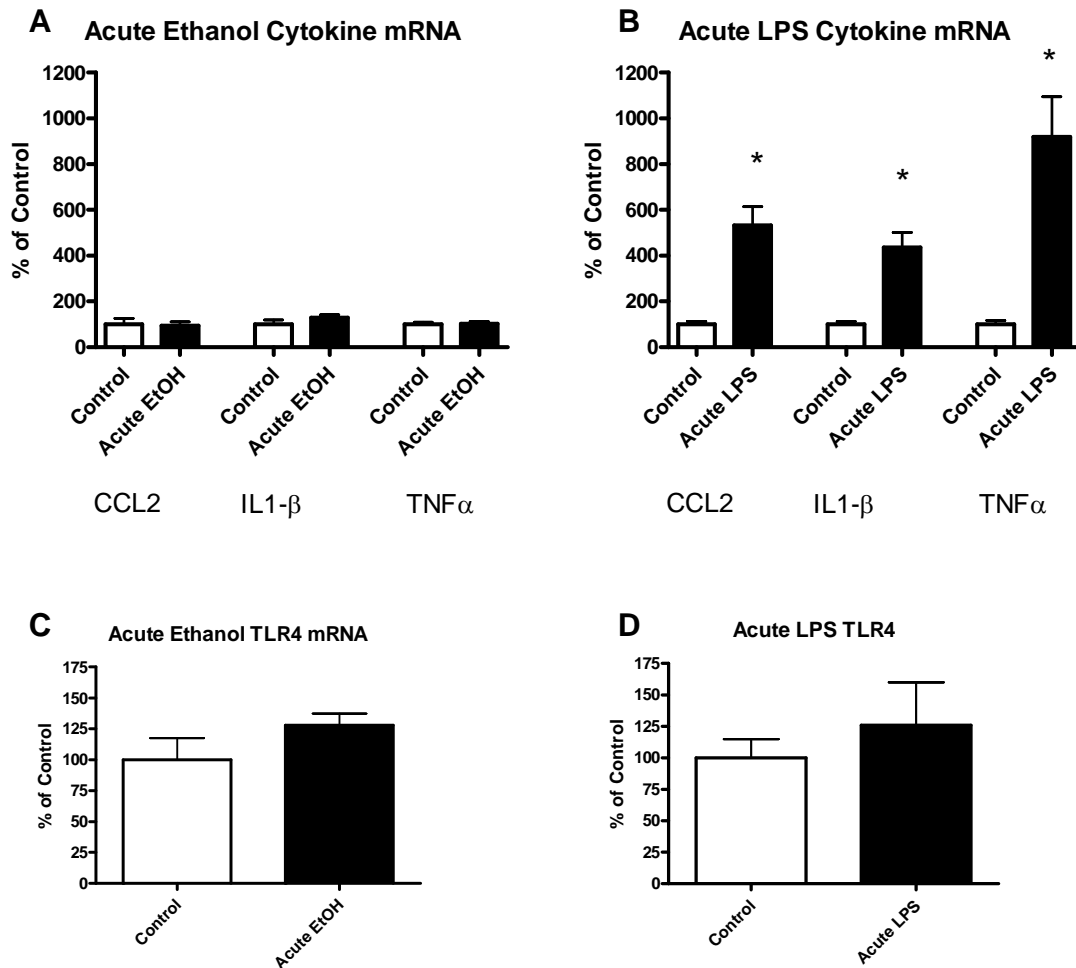 A
Acute Ethanol Cytokine mRNA
% of Control
1200
1000
800
600
400
200
0
Control
Acute EtOH
Control
Acute EtOH
Control
Acute EtOH
CCL2 IL1-β TNFα
B
Acute LPS Cytokine mRNA
% of Control
1200
1000
800
600
400
200
0
*
*
*
Control
Acute LPS
Control
Acute LPS
Control
Acute LPS
CCL2 IL1-β TNFα
C
Acute Ethanol TLR4 mRNA
% of Control
175
150
125
100
75
50
25
0
Control
Acute EtOH
D
Acute LPS TLR4
% of Control
175
150
125
100
75
50
25
0
Control
Acute LPS